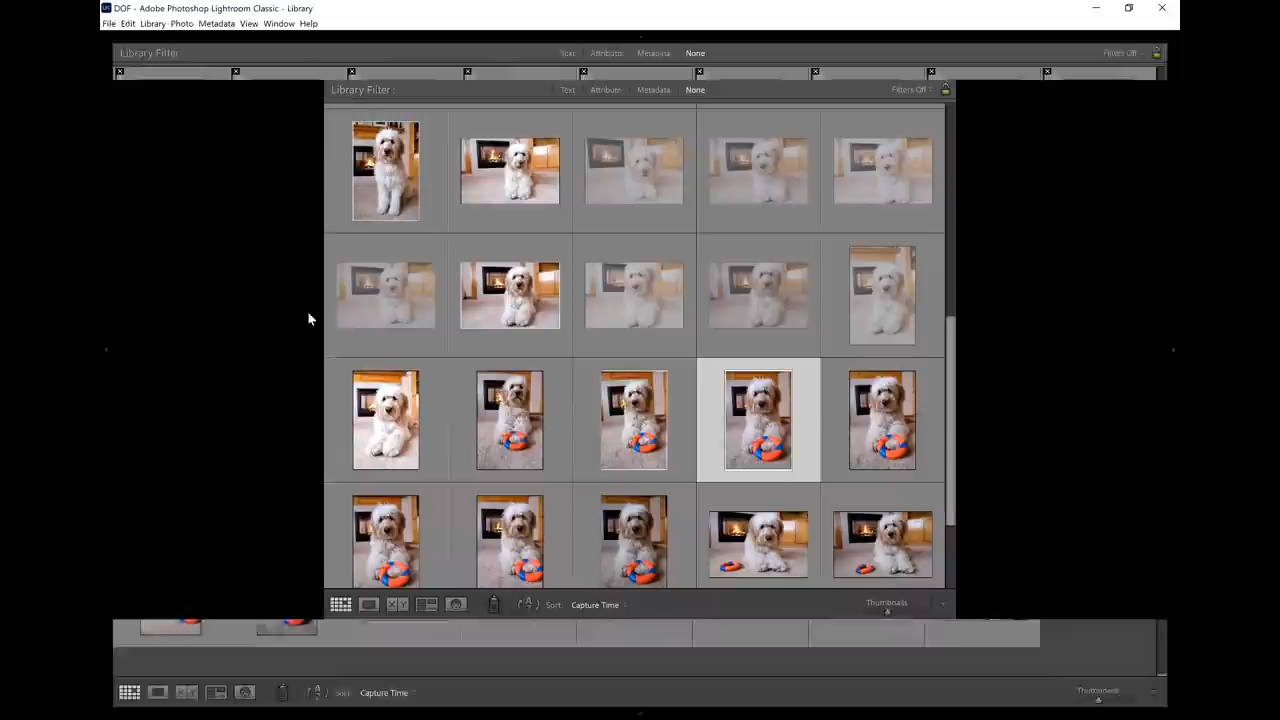 DOF - Adobe Photoshop Lightroom Classic - Library
File Edit Library Photo Metadata View Window Help
Library Filter Text Attribute Metadata None Filters Off
Library Filter : Text Attribute Metadata None Filters Off
Sort: Capture Time Thumbnails
Sort: Capture Time Thumbnails